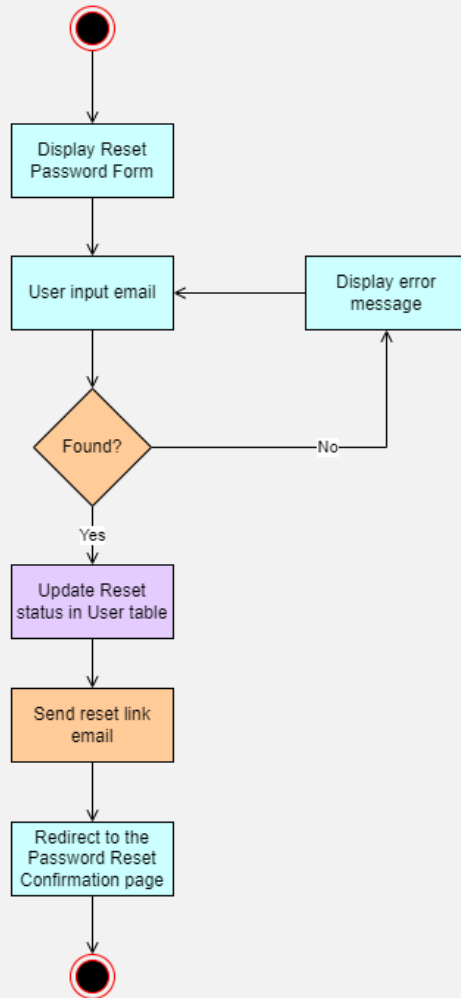 Display Reset
Password Form
User input email
Display error
message
Found?
No
Yes
Update Reset
status in User table
Send reset link
email
Redirect to the
Password Reset
Confirmation page